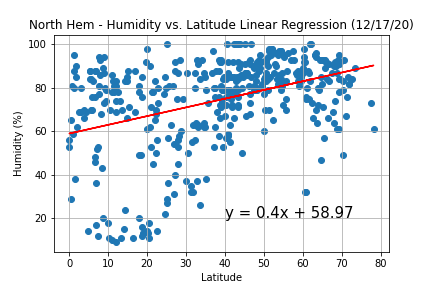 North Hem - Humidity vs. Latitude Linear Regression (12/17/20)
100
80
60
40
20
Humidity (%)
y = 0.4x + 58.97
0 10 20 30 40 50 60 70 80
Latitude